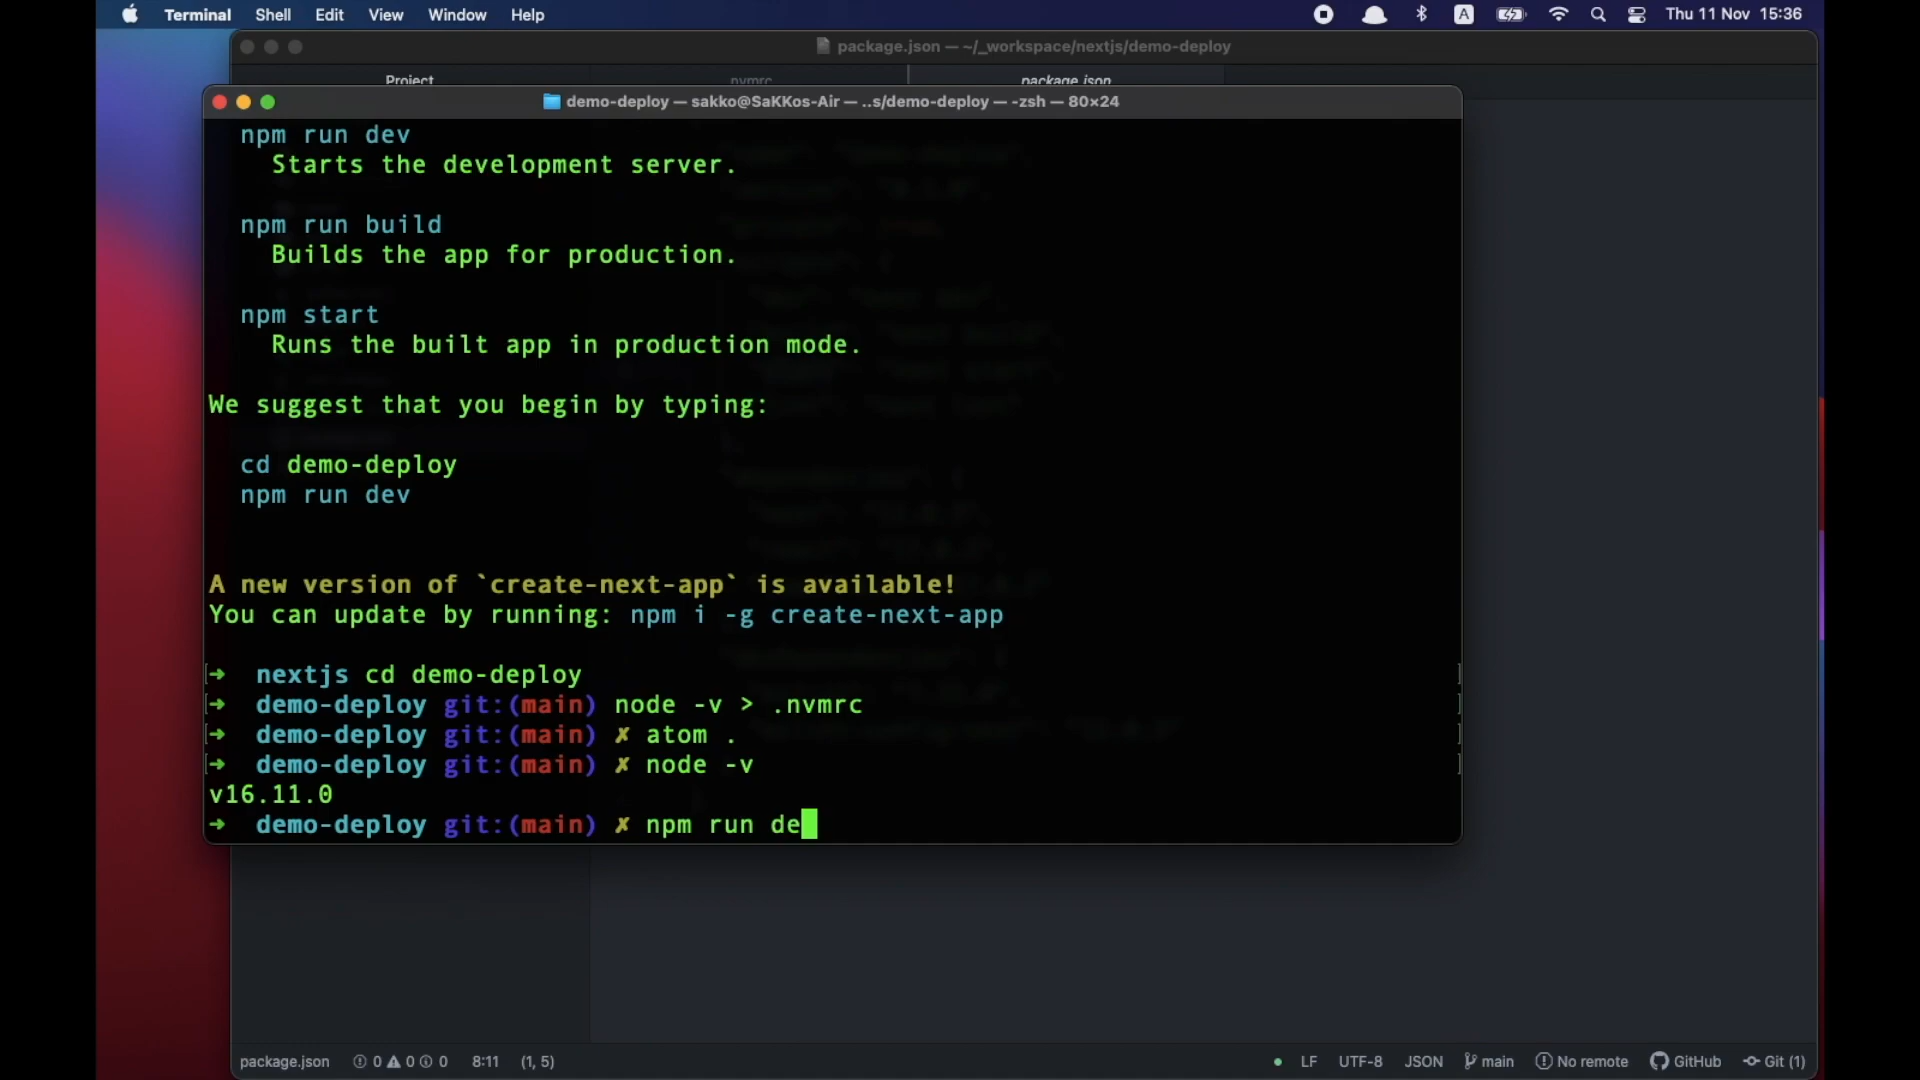 Terminal Shell Edit View Window Help A Thu 11 Nov 15:36
package.json — ~/_workspace/nextjs/demo-deploy
Project .nvmrc package.json
demo-deploy — sakko@SaKKos-Air — ..s/demo-deploy — -zsh — 80×24
npm run dev
Starts the development server.
npm run build
Builds the app for production.
npm start
Runs the built app in production mode.
We suggest that you begin by typing:
cd demo-deploy
npm run dev
A new version of `create-next-app` is available!
You can update by running: npm i -g create-next-app
[➜ nextjs cd demo-deploy ]
[➜ demo-deploy git:(main) node -v > .nvmrc ]
[➜ demo-deploy git:(main) ✗ atom . ]
[➜ demo-deploy git:(main) ✗ node -v ]
v16.11.0
➜ demo-deploy git:(main) ✗ npm run de
package.json 0 0 0 8:11 (1, 5) LF UTF-8 JSON main No remote GitHub Git (1)